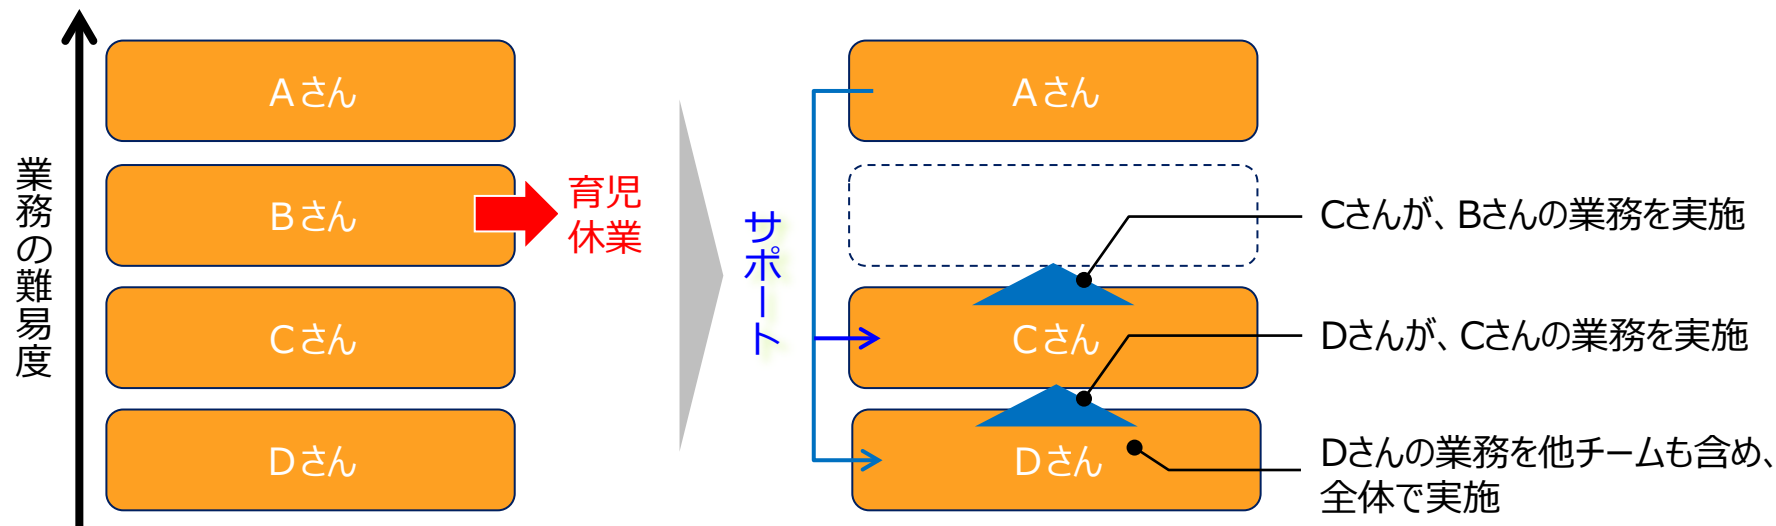 業務の難易度
Aさん
Bさん
育児
休業
Cさん
Dさん
サポート
Aさん
Cさん
Dさん
Cさんが、Bさんの業務を実施
Dさんが、Cさんの業務を実施
Dさんの業務を他チームも含め、
全体で実施